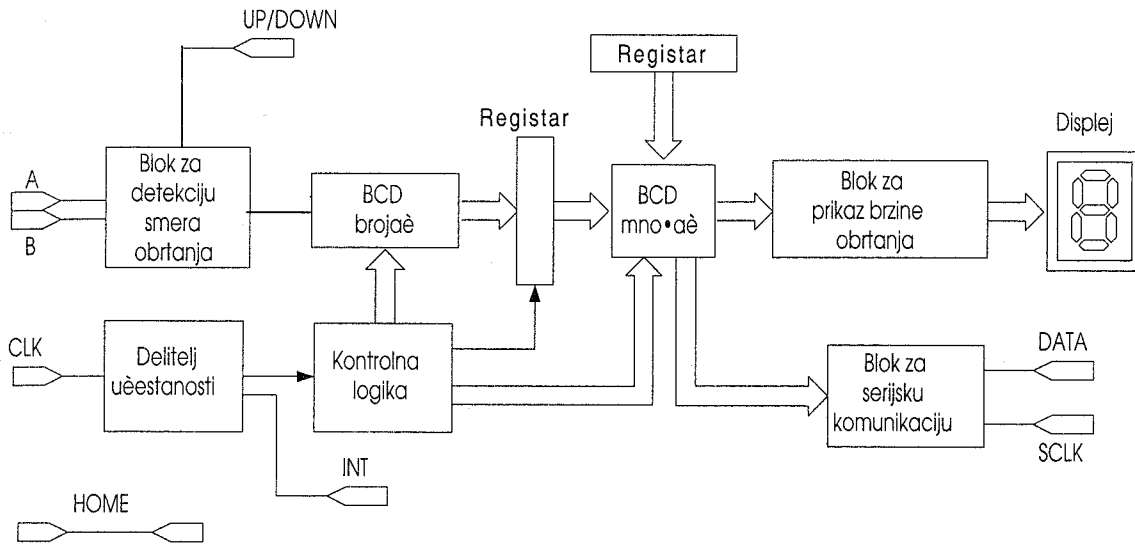 UP/DOWN
Registar
Registar
Displej
A
B
Blok za
detekciju
smera
obrtanja
BCD
brojaè
BCD
mno•aè
Blok za
prikaz brzine
obrtanja
CLK
Delitelj
uèestanosti
Kontrolna
logika
Blok za
serijsku
komunikaciju
DATA
SCLK
INT
HOME